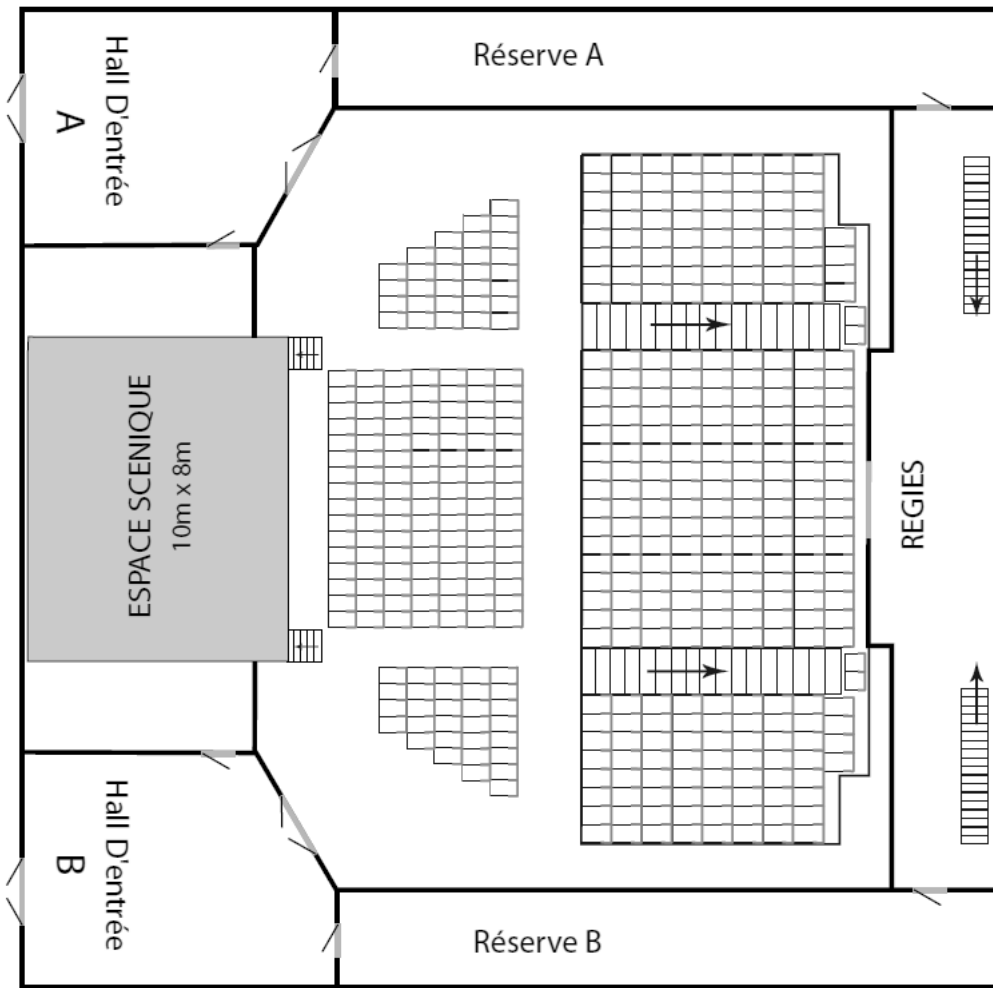 Réserve A
Hall D'entrée
A
ESPACE SCENIQUE
10m x 8m
REGIES
Hall D'entrée
B
Réserve B